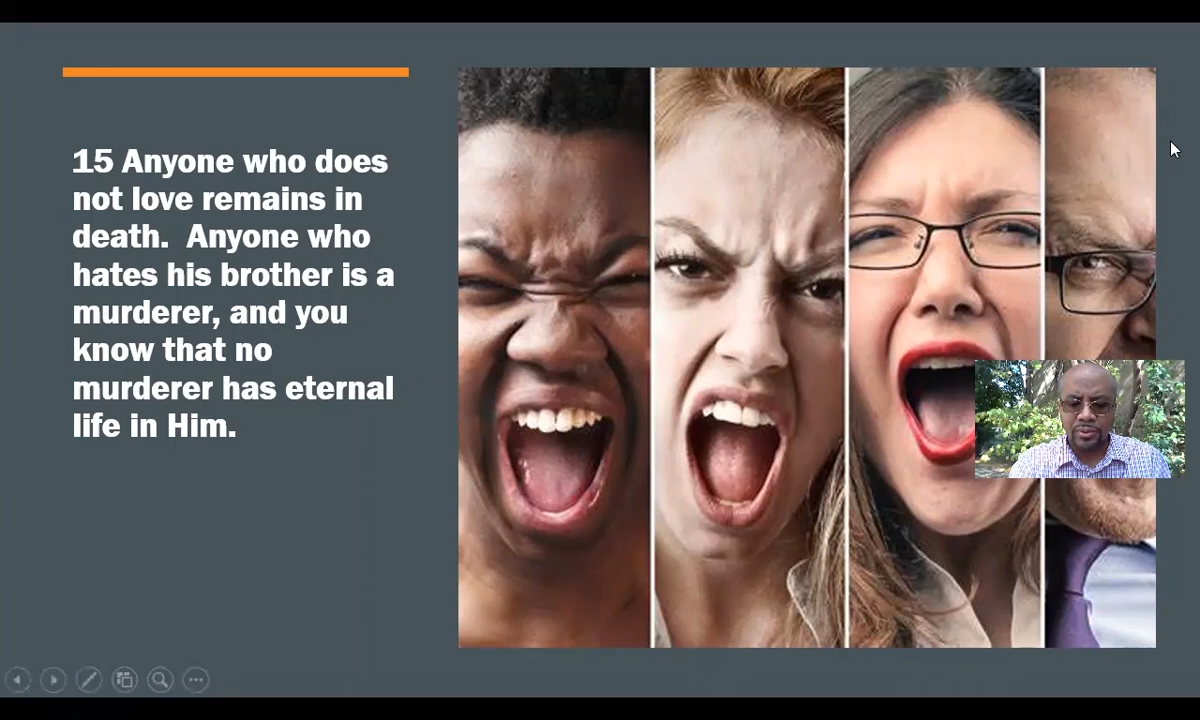 15 Anyone who does
not love remains in
death.  Anyone who
hates his brother is a
murderer, and you
know that no
murderer has eternal
life in Him.